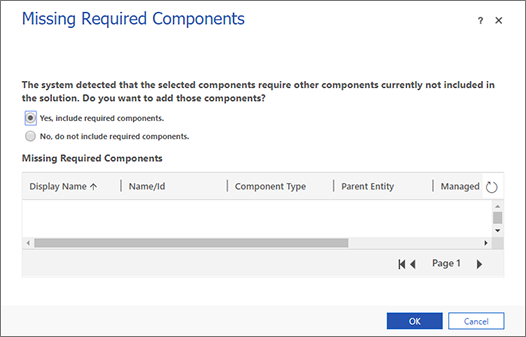 Missing Required Components
? ×
The system detected that the selected components require other components currently not included in
the solution. Do you want to add those components?
Yes, include required components.
No, do not include required components.
Missing Required Components
Display Name ↑ Name/Id Component Type Parent Entity Managed
Page 1
OK Cancel